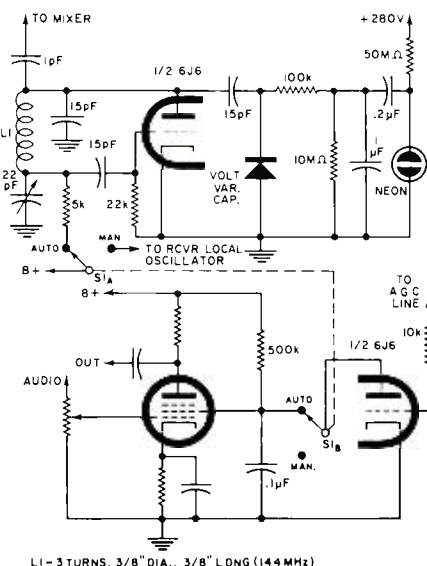 TO MIXER
+280V
1pF
50MΩ
1/2 6J6
100k
15pF
15pF
.2µF
L1
15pF
22 pF
10MΩ
1 µF
VOLT VAR. CAP.
NEON
5k
22k
AUTO
MAN.
TO RCVR LOCAL OSCILLATOR
B+
S1A
B+
TO AGC LINE
OUT
500k
1/2 6J6
10k
AUDIO
AUTO
S1B
.1µF
MAN.
L1-3 TURNS, 3/8" DIA., 3/8" LONG (144MHz)